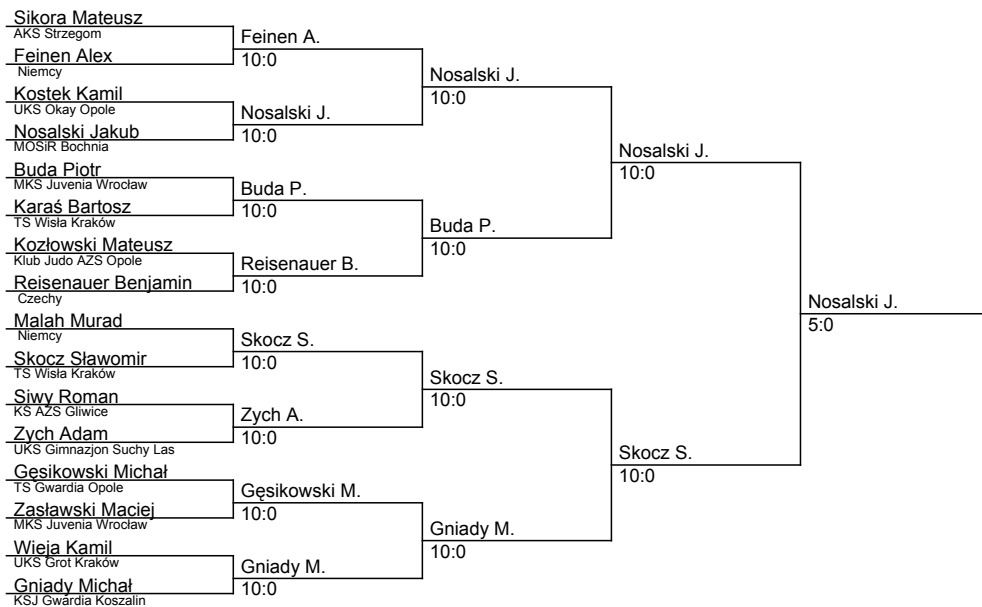 Sikora Mateusz
AKS Strzegom
Feinen Alex
Niemcy
Kostek Kamil
UKS Okay Opole
Nosalski Jakub
MOSiR Bochnia
Buda Piotr
MKS Juvenia Wrocław
Karaś Bartosz
TS Wisła Kraków
Kozłowski Mateusz
Klub Judo AZS Opole
Reisenauer Benjamin
Czechy
Malah Murad
Niemcy
Skocz Sławomir
TS Wisła Kraków
Siwy Roman
KS AZS Gliwice
Zych Adam
UKS Gimnazjon Suchy Las
Gęsikowski Michał
TS Gwardia Opole
Zasławski Maciej
MKS Juvenia Wrocław
Wieja Kamil
UKS Grot Kraków
Gniady Michał
KSJ Gwardia Koszalin
Feinen A.
10:0
Nosalski J.
10:0
Buda P.
10:0
Reisenauer B.
10:0
Skocz S.
10:0
Zych A.
10:0
Gęsikowski M.
10:0
Gniady M.
10:0
Nosalski J.
10:0
Buda P.
10:0
Skocz S.
10:0
Gniady M.
10:0
Nosalski J.
10:0
Skocz S.
10:0
Nosalski J.
5:0